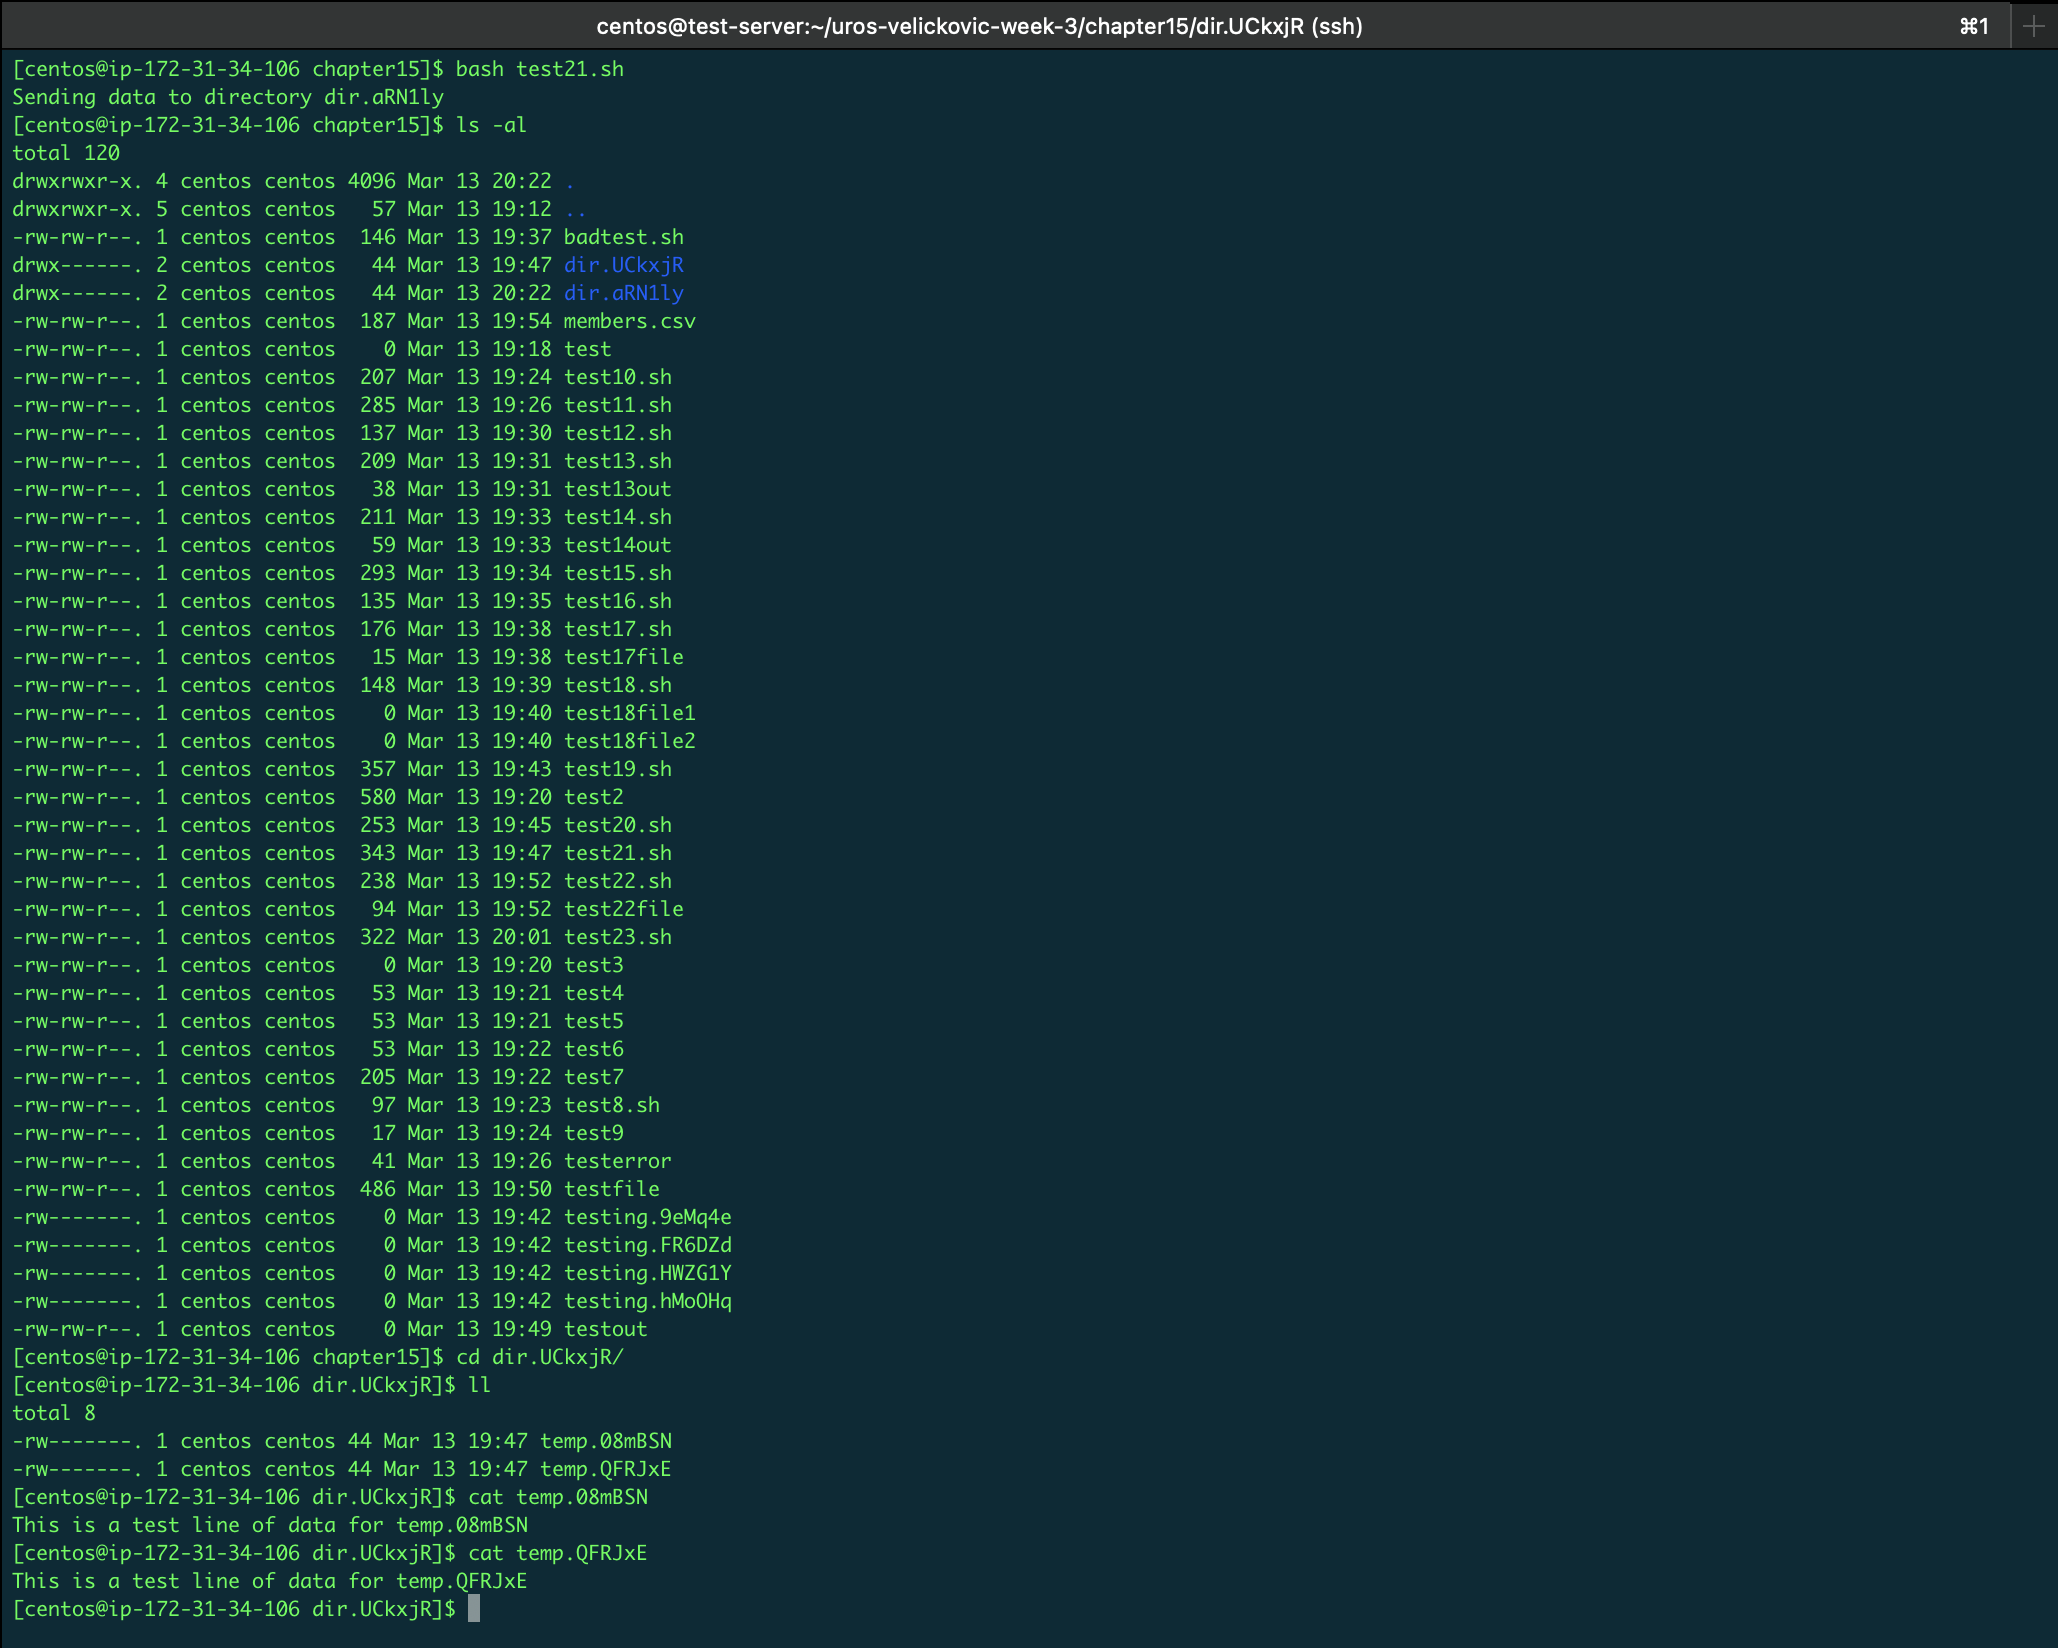 centos@test-server:~/uros-velickovic-week-3/chapter15/dir.UCkxjR (ssh) ⌘1 +
[centos@ip-172-31-34-106 chapter15]$ bash test21.sh
Sending data to directory dir.aRN1ly
[centos@ip-172-31-34-106 chapter15]$ ls -al
total 120
drwxrwxr-x. 4 centos centos 4096 Mar 13 20:22 .
drwxrwxr-x. 5 centos centos   57 Mar 13 19:12 ..
-rw-rw-r--. 1 centos centos  146 Mar 13 19:37 badtest.sh
drwx------. 2 centos centos   44 Mar 13 19:47 dir.UCkxjR
drwx------. 2 centos centos   44 Mar 13 20:22 dir.aRN1ly
-rw-rw-r--. 1 centos centos  187 Mar 13 19:54 members.csv
-rw-rw-r--. 1 centos centos    0 Mar 13 19:18 test
-rw-rw-r--. 1 centos centos  207 Mar 13 19:24 test10.sh
-rw-rw-r--. 1 centos centos  285 Mar 13 19:26 test11.sh
-rw-rw-r--. 1 centos centos  137 Mar 13 19:30 test12.sh
-rw-rw-r--. 1 centos centos  209 Mar 13 19:31 test13.sh
-rw-rw-r--. 1 centos centos   38 Mar 13 19:31 test13out
-rw-rw-r--. 1 centos centos  211 Mar 13 19:33 test14.sh
-rw-rw-r--. 1 centos centos   59 Mar 13 19:33 test14out
-rw-rw-r--. 1 centos centos  293 Mar 13 19:34 test15.sh
-rw-rw-r--. 1 centos centos  135 Mar 13 19:35 test16.sh
-rw-rw-r--. 1 centos centos  176 Mar 13 19:38 test17.sh
-rw-rw-r--. 1 centos centos   15 Mar 13 19:38 test17file
-rw-rw-r--. 1 centos centos  148 Mar 13 19:39 test18.sh
-rw-rw-r--. 1 centos centos    0 Mar 13 19:40 test18file1
-rw-rw-r--. 1 centos centos    0 Mar 13 19:40 test18file2
-rw-rw-r--. 1 centos centos  357 Mar 13 19:43 test19.sh
-rw-rw-r--. 1 centos centos  580 Mar 13 19:20 test2
-rw-rw-r--. 1 centos centos  253 Mar 13 19:45 test20.sh
-rw-rw-r--. 1 centos centos  343 Mar 13 19:47 test21.sh
-rw-rw-r--. 1 centos centos  238 Mar 13 19:52 test22.sh
-rw-rw-r--. 1 centos centos   94 Mar 13 19:52 test22file
-rw-rw-r--. 1 centos centos  322 Mar 13 20:01 test23.sh
-rw-rw-r--. 1 centos centos    0 Mar 13 19:20 test3
-rw-rw-r--. 1 centos centos   53 Mar 13 19:21 test4
-rw-rw-r--. 1 centos centos   53 Mar 13 19:21 test5
-rw-rw-r--. 1 centos centos   53 Mar 13 19:22 test6
-rw-rw-r--. 1 centos centos  205 Mar 13 19:22 test7
-rw-rw-r--. 1 centos centos   97 Mar 13 19:23 test8.sh
-rw-rw-r--. 1 centos centos   17 Mar 13 19:24 test9
-rw-rw-r--. 1 centos centos   41 Mar 13 19:26 testerror
-rw-rw-r--. 1 centos centos  486 Mar 13 19:50 testfile
-rw-------. 1 centos centos    0 Mar 13 19:42 testing.9eMq4e
-rw-------. 1 centos centos    0 Mar 13 19:42 testing.FR6DZd
-rw-------. 1 centos centos    0 Mar 13 19:42 testing.HWZG1Y
-rw-------. 1 centos centos    0 Mar 13 19:42 testing.hMoOHq
-rw-rw-r--. 1 centos centos    0 Mar 13 19:49 testout
[centos@ip-172-31-34-106 chapter15]$ cd dir.UCkxjR/
[centos@ip-172-31-34-106 dir.UCkxjR]$ ll
total 8
-rw-------. 1 centos centos 44 Mar 13 19:47 temp.08mBSN
-rw-------. 1 centos centos 44 Mar 13 19:47 temp.QFRJxE
[centos@ip-172-31-34-106 dir.UCkxjR]$ cat temp.08mBSN
This is a test line of data for temp.08mBSN
[centos@ip-172-31-34-106 dir.UCkxjR]$ cat temp.QFRJxE
This is a test line of data for temp.QFRJxE
[centos@ip-172-31-34-106 dir.UCkxjR]$